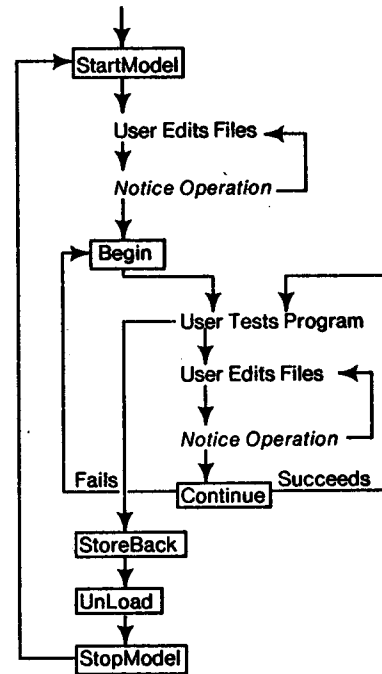 StartModel
User Edits Files
Notice Operation
Begin
User Tests Program
User Edits Files
Notice Operation
Fails
Continue
Succeeds
StoreBack
UnLoad
StopModel